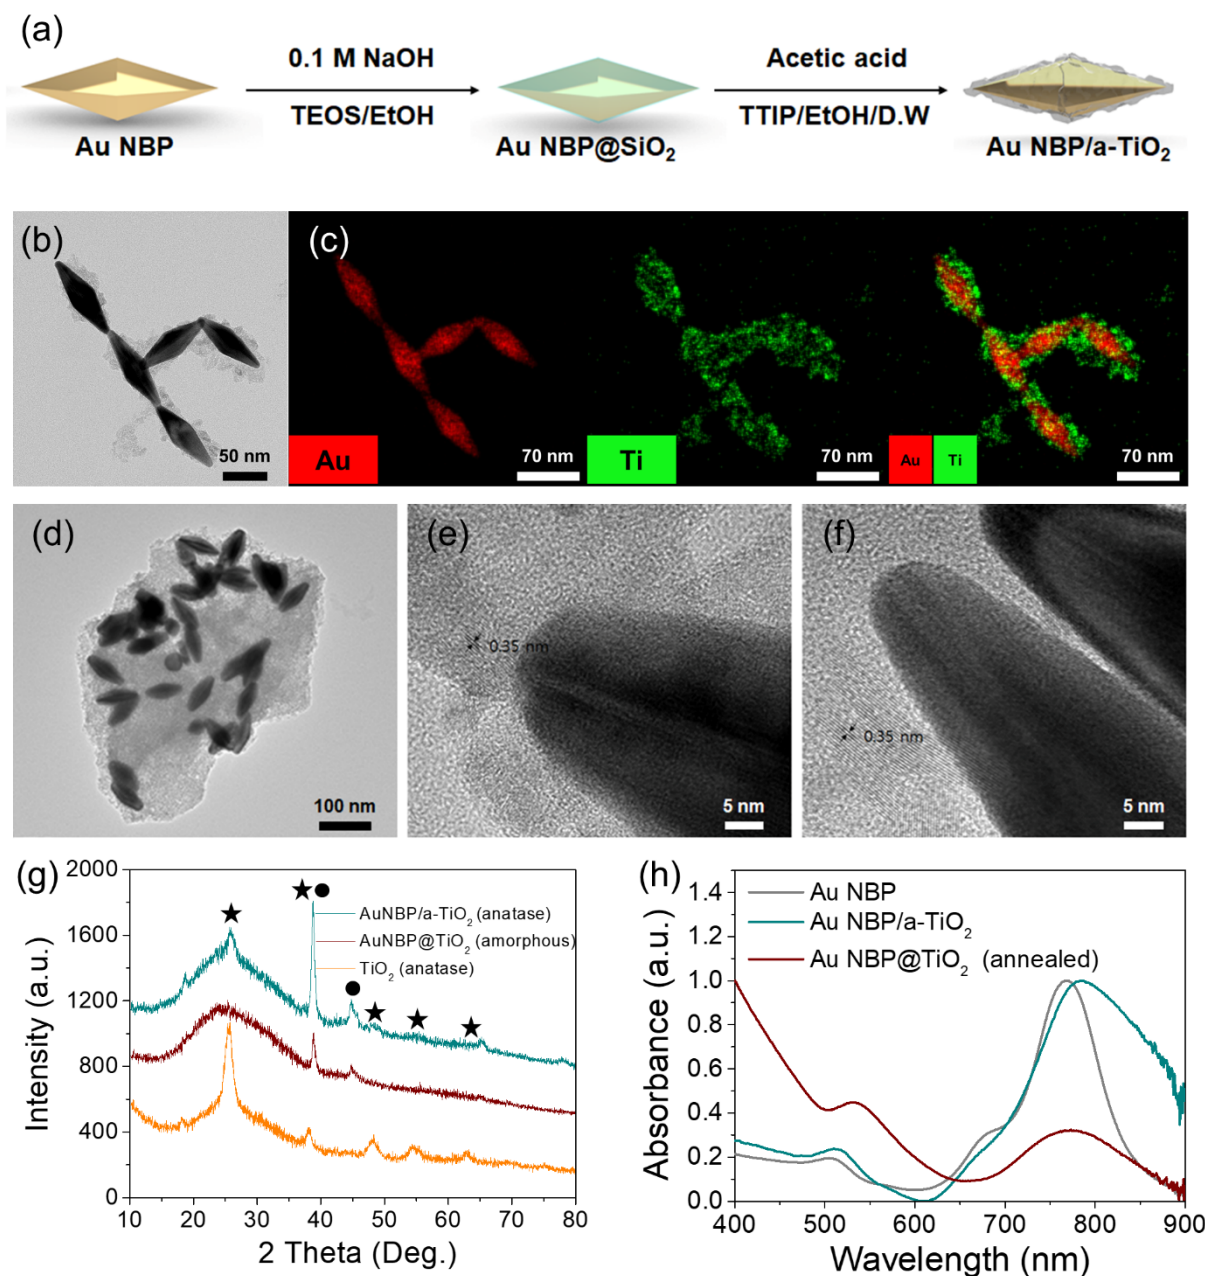 (a)
0.1 M NaOH
TEOS/EtOH
Acetic acid
TTIP/EtOH/D.W
Au NBP
Au NBP@SiO₂
Au NBP/a-TiO₂
(b)
50 nm
(c)
Au
70 nm
Ti
70 nm
Au
Ti
70 nm
(d)
100 nm
(e)
0.35 nm
5 nm
(f)
0.35 nm
5 nm
(g)
2000
1600
1200
800
400
0
Intensity (a.u.)
AuNBP/a-TiO₂ (anatase)
AuNBP@TiO₂ (amorphous)
TiO₂ (anatase)
10 20 30 40 50 60 70 80
2 Theta (Deg.)
(h)
1.4
1.2
1.0
0.8
0.6
0.4
0.2
0.0
Absorbance (a.u.)
Au NBP
Au NBP/a-TiO₂
Au NBP@TiO₂ (annealed)
400 500 600 700 800 900
Wavelength (nm)